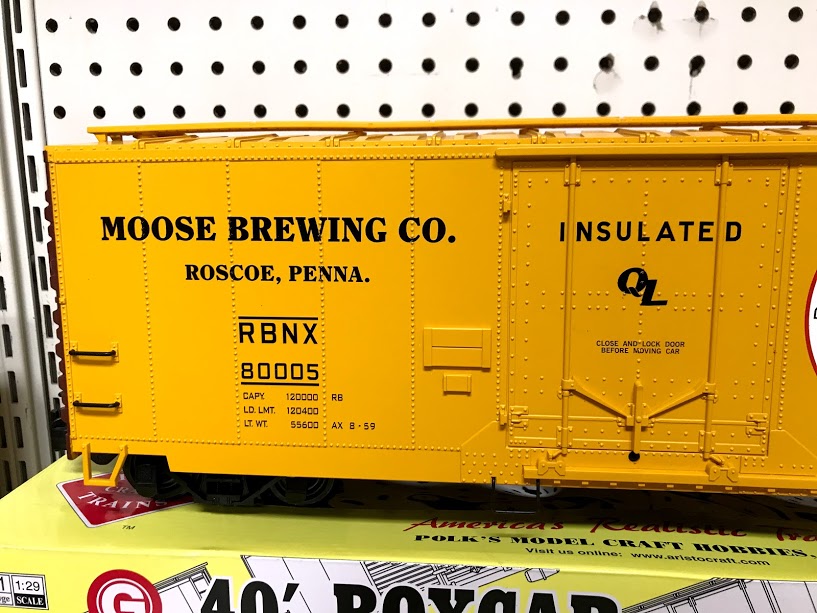 MOOSE BREWING CO.
ROSCOE, PENNA.
RBNX
80005
CAPY. 120000 RB
LD. LMT. 120400
LT. WT. 55600 AX 8-59
INSULATED
QL
CLOSE AND LOCK DOOR
BEFORE MOVING CAR
TRAINS
TM
America's Realistic
POLK'S MODEL CRAFT HOBBIES,
Visit us online: www.aristocraft.com
1:29
SCALE
G
40' BOXCAR